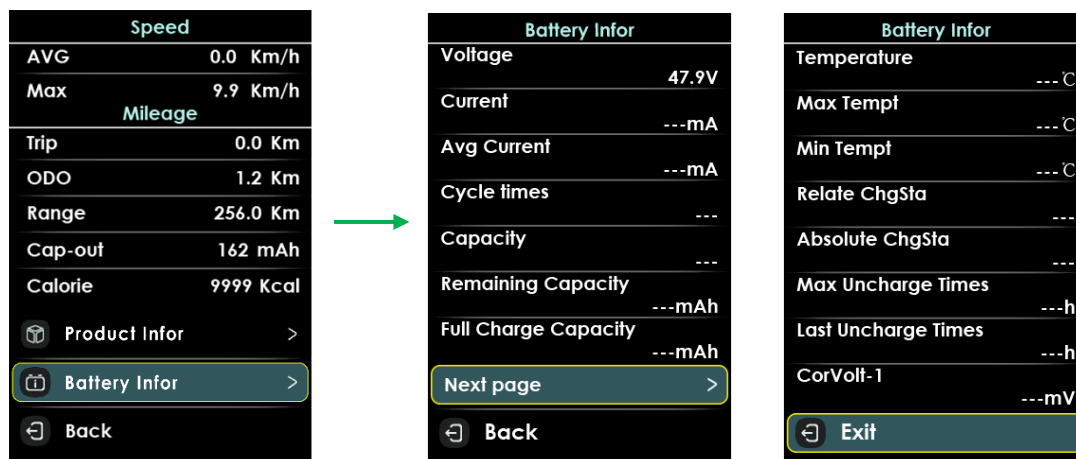 Speed
AVG 0.0 Km/h
Max 9.9 Km/h
Mileage
Trip 0.0 Km
ODO 1.2 Km
Range 256.0 Km
Cap-out 162 mAh
Calorie 9999 Kcal
Product Infor >
Battery Infor >
Back
Battery Infor
Voltage
47.9V
Current
---mA
Avg Current
---mA
Cycle times
---
Capacity
---
Remaining Capacity
---mAh
Full Charge Capacity
---mAh
Next page >
Back
Battery Infor
Temperature
---℃
Max Tempt
---℃
Min Tempt
---℃
Relate ChgSta
---
Absolute ChgSta
---
Max Uncharge Times
---h
Last Uncharge Times
---h
CorVolt-1
---mV
Exit